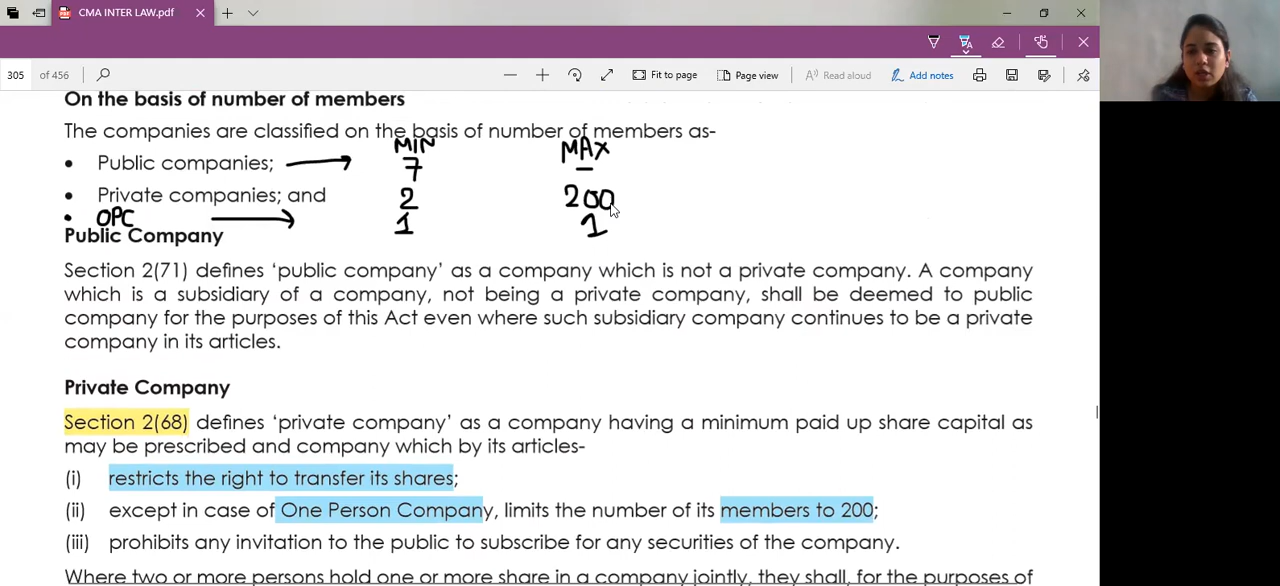 CMA INTER LAW.pdf
305 of 456 Fit to page Page view Read aloud Add notes
On the basis of number of members
The companies are classified on the basis of number of members as-
MIN MAX
• Public companies; 7 –
• Private companies; and 2 200
• OPC 1 1
Public Company
Section 2(71) defines ‘public company’ as a company which is not a private company. A company
which is a subsidiary of a company, not being a private company, shall be deemed to public
company for the purposes of this Act even where such subsidiary company continues to be a private
company in its articles.
Private Company
Section 2(68) defines ‘private company’ as a company having a minimum paid up share capital as
may be prescribed and company which by its articles-
(i) restricts the right to transfer its shares;
(ii) except in case of One Person Company, limits the number of its members to 200;
(iii) prohibits any invitation to the public to subscribe for any securities of the company.
Where two or more persons hold one or more share in a company jointly, they shall, for the purposes of